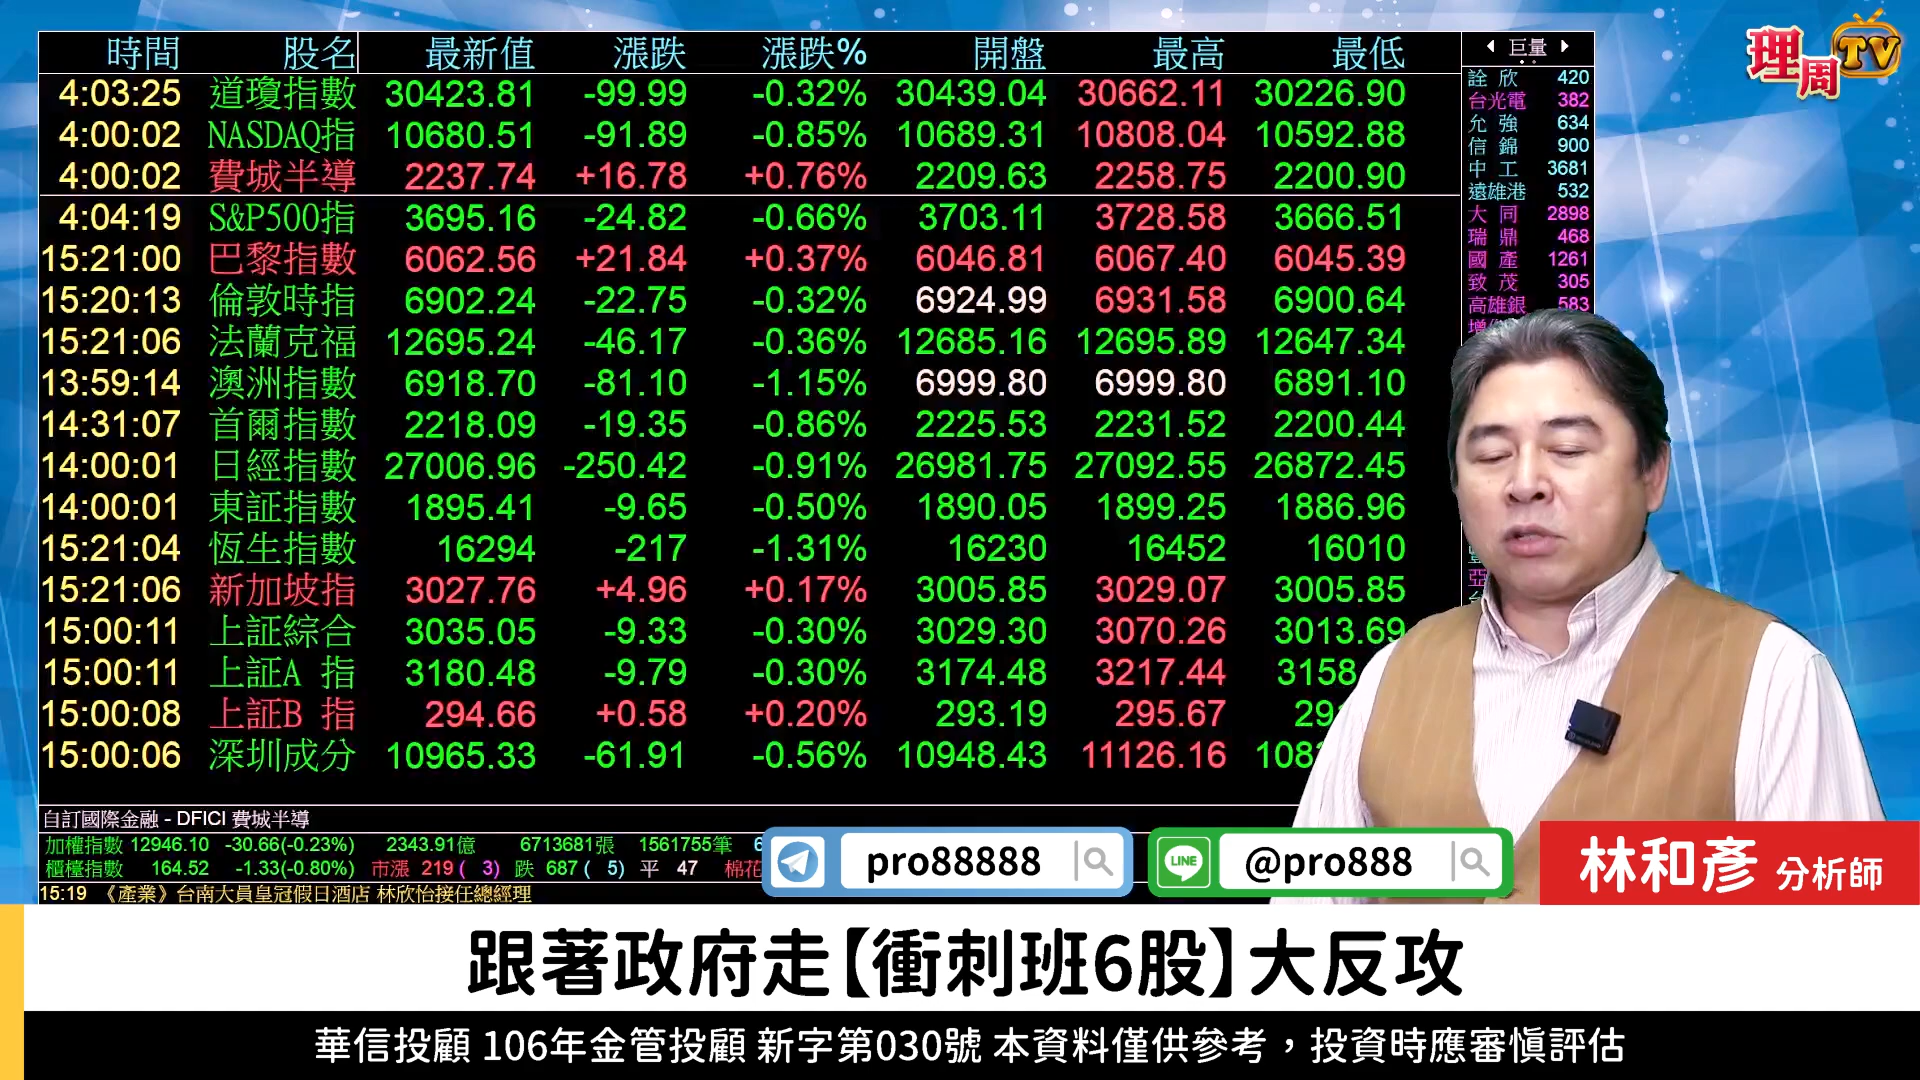 時間 股名 最新值 漲跌 漲跌% 開盤 最高 最低
4:03:25 道瓊指數 30423.81 -99.99 -0.32% 30439.04 30662.11 30226.90
4:00:02 NASDAQ指 10680.51 -91.89 -0.85% 10689.31 10808.04 10592.88
4:00:02 費城半導 2237.74 +16.78 +0.76% 2209.63 2258.75 2200.90
4:04:19 S&P500指 3695.16 -24.82 -0.66% 3703.11 3728.58 3666.51
15:21:00 巴黎指數 6062.56 +21.84 +0.37% 6046.81 6067.40 6045.39
15:20:13 倫敦時指 6902.24 -22.75 -0.32% 6924.99 6931.58 6900.64
15:21:06 法蘭克福 12695.24 -46.17 -0.36% 12685.16 12695.89 12647.34
13:59:14 澳洲指數 6918.70 -81.10 -1.15% 6999.80 6999.80 6891.10
14:31:07 首爾指數 2218.09 -19.35 -0.86% 2225.53 2231.52 2200.44
14:00:01 日經指數 27006.96 -250.42 -0.91% 26981.75 27092.55 26872.45
14:00:01 東証指數 1895.41 -9.65 -0.50% 1890.05 1899.25 1886.96
15:21:04 恆生指數 16294 -217 -1.31% 16230 16452 16010
15:21:06 新加坡指 3027.76 +4.96 +0.17% 3005.85 3029.07 3005.85
15:00:11 上証綜合 3035.05 -9.33 -0.30% 3029.30 3070.26 3013.69
15:00:11 上証A 指 3180.48 -9.79 -0.30% 3174.48 3217.44 3158
15:00:08 上証B 指 294.66 +0.58 +0.20% 293.19 295.67 29
15:00:06 深圳成分 10965.33 -61.91 -0.56% 10948.43 11126.16 108
自訂國際金融 - DFICI 費城半導
加權指數 12946.10 -30.66(-0.23%) 2343.91億 6713681張 1561755筆 6
櫃檯指數 164.52 -1.33(-0.80%) 市漲 219 ( 3) 跌 687 ( 5) 平 47 棉花
15:19 《產業》台南大員皇冠假日酒店 林欣怡接任總經理
巨量
詮欣 420
台光電 382
允強 634
信錦 900
中工 3681
遠雄港 532
大同 2898
瑞鼎 468
國產 1261
致茂 305
高雄銀 583
理周TV
pro88888
LINE @pro888
林和彥 分析師
跟著政府走【衝刺班6股】大反攻
華信投顧 106年金管投顧 新字第030號 本資料僅供參考，投資時應審慎評估